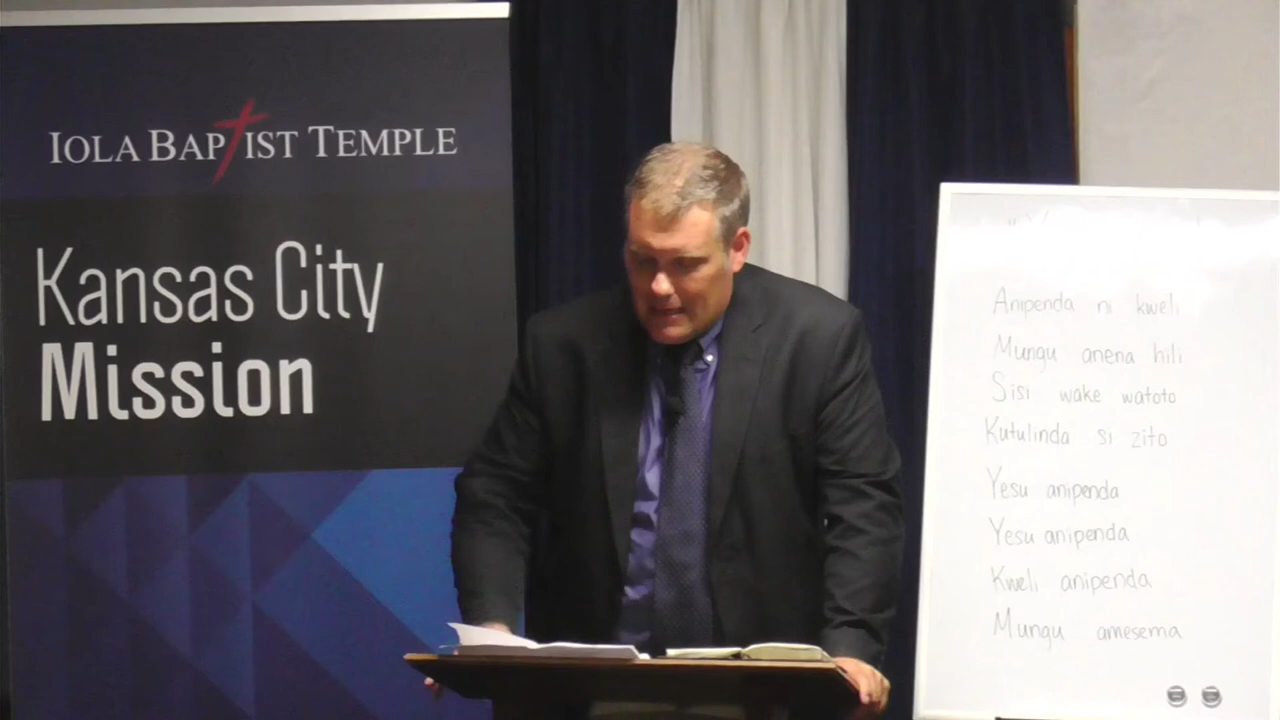 IOLA BAPTIST TEMPLE
Kansas City
Mission
Anipenda ni kweli
Mungu anena hili
Sisi wake watoto
Kutulinda si zito
Yesu anipenda
Yesu anipenda
Kweli anipenda
Mungu amesema